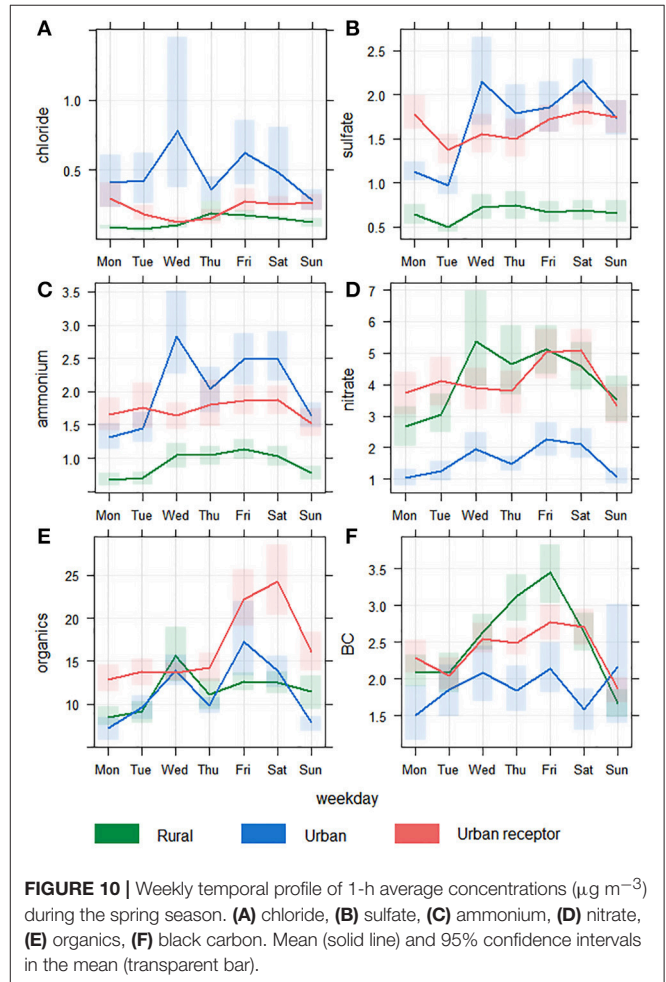 A
B
chloride
1.0
0.5
Mon Tue Wed Thu Fri Sat Sun
sulfate
2.5
2.0
1.5
1.0
0.5
Mon Tue Wed Thu Fri Sat Sun
C
D
ammonium
3.5
3.0
2.5
2.0
1.5
1.0
Mon Tue Wed Thu Fri Sat Sun
nitrate
7
6
5
4
3
2
1
Mon Tue Wed Thu Fri Sat Sun
E
F
organics
25
20
15
10
Mon Tue Wed Thu Fri Sat Sun
BC
3.5
3.0
2.5
2.0
1.5
Mon Tue Wed Thu Fri Sat Sun
weekday
Rural Urban Urban receptor
FIGURE 10 | Weekly temporal profile of 1-h average concentrations (μg m−3)
during the spring season. (A) chloride, (B) sulfate, (C) ammonium, (D) nitrate,
(E) organics, (F) black carbon. Mean (solid line) and 95% confidence intervals
in the mean (transparent bar).